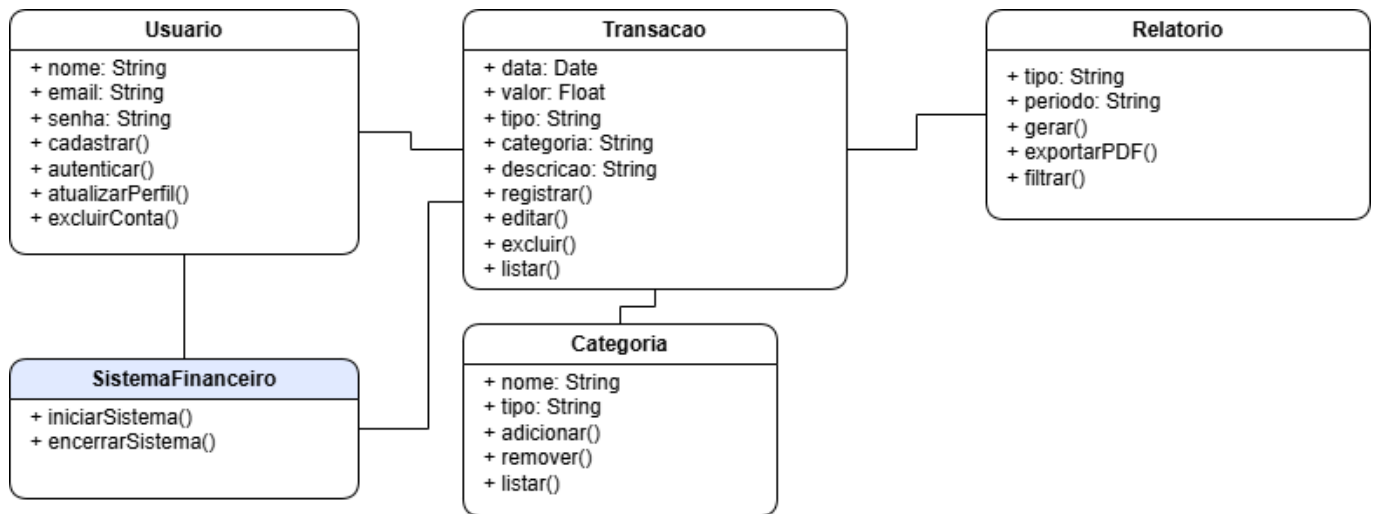 Usuario
+ nome: String
+ email: String
+ senha: String
+ cadastrar()
+ autenticar()
+ atualizarPerfil()
+ excluirConta()
Transacao
+ data: Date
+ valor: Float
+ tipo: String
+ categoria: String
+ descricao: String
+ registrar()
+ editar()
+ excluir()
+ listar()
Relatorio
+ tipo: String
+ periodo: String
+ gerar()
+ exportarPDF()
+ filtrar()
SistemaFinanceiro
+ iniciarSistema()
+ encerrarSistema()
Categoria
+ nome: String
+ tipo: String
+ adicionar()
+ remover()
+ listar()